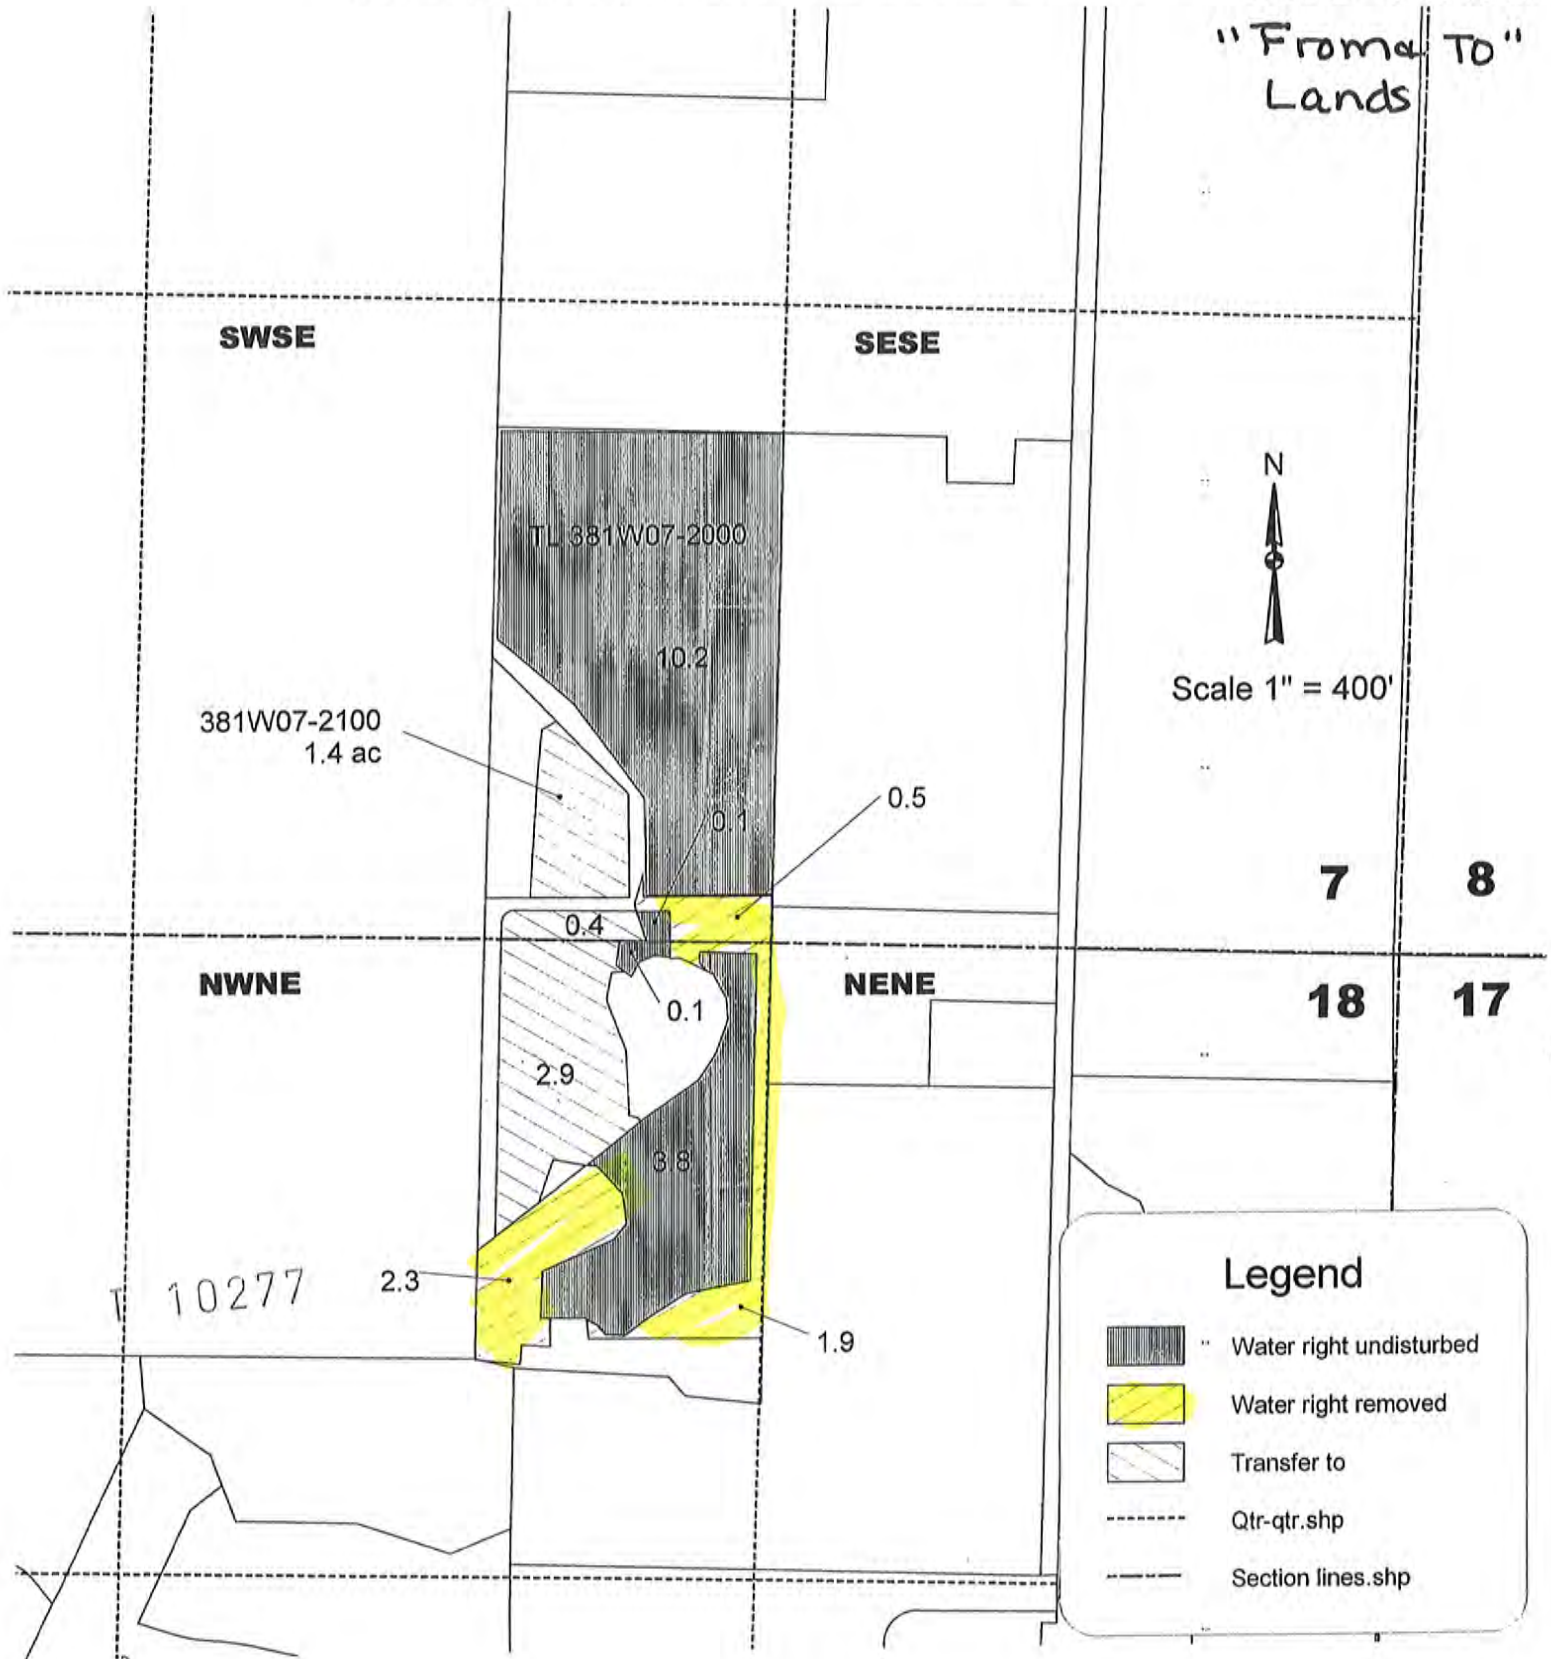 "From & To"
Lands
SWSE
SESE
N
TL 381W07-2000
10.2
Scale 1" = 400'
381W07-2100
1.4 ac
0.5
0.1
7
8
0.4
NWNE
NENE
18
17
0.1
2.9
3.8
T 10277
2.3
1.9
Legend
Water right undisturbed
Water right removed
Transfer to
Qtr-qtr.shp
Section lines.shp